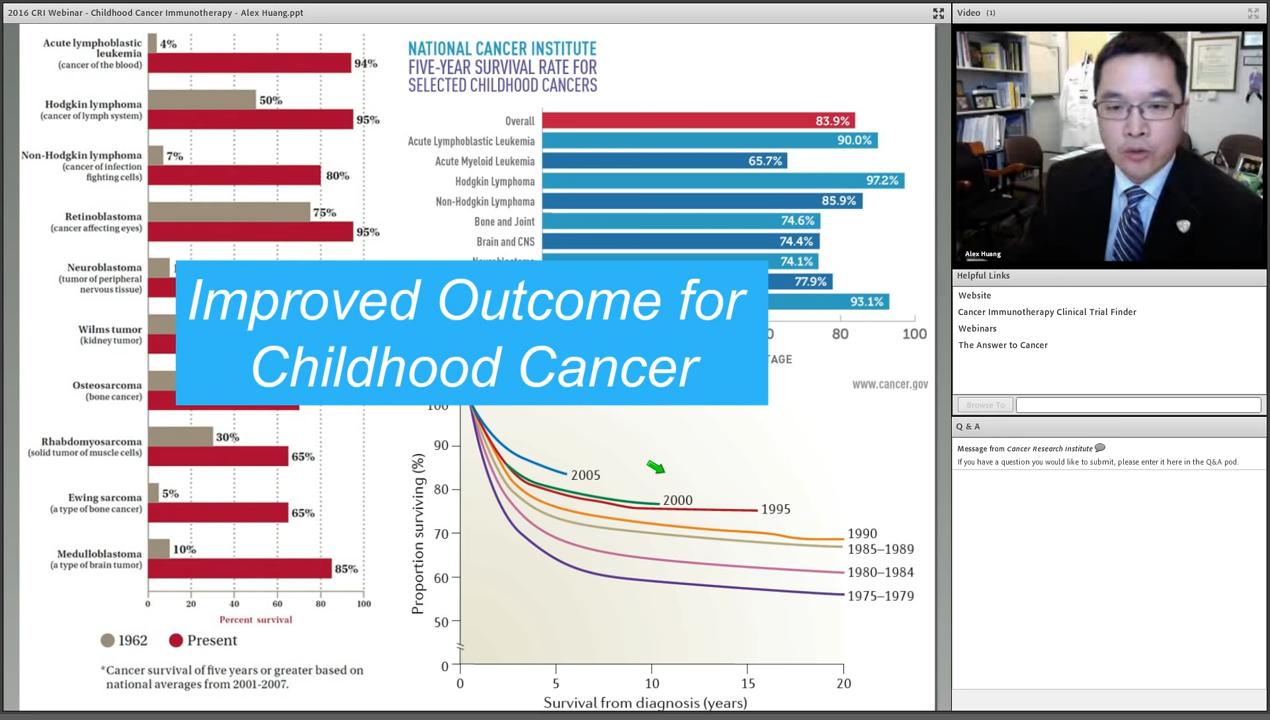 2016 CRI Webinar - Childhood Cancer Immunotherapy - Alex Huang.ppt
Acute lymphoblastic
leukemia
(cancer of the blood)
4%
94%
Hodgkin lymphoma
(cancer of lymph system)
50%
95%
Non-Hodgkin lymphoma
(cancer of infection
fighting cells)
7%
80%
Retinoblastoma
(cancer affecting eyes)
75%
95%
Neuroblastoma
(tumor of peripheral
nervous tissue)
Wilms tumor
(kidney tumor)
Osteosarcoma
(bone cancer)
Rhabdomyosarcoma
(solid tumor of muscle cells)
30%
65%
Ewing sarcoma
(a type of bone cancer)
5%
65%
Medulloblastoma
(a type of brain tumor)
10%
85%
0 20 40 60 80 100
Percent survival
1962 Present
*Cancer survival of five years or greater based on
national averages from 2001-2007.
NATIONAL CANCER INSTITUTE
FIVE-YEAR SURVIVAL RATE FOR
SELECTED CHILDHOOD CANCERS
Overall 83.9%
Acute Lymphoblastic Leukemia 90.0%
Acute Myeloid Leukemia 65.7%
Hodgkin Lymphoma 97.2%
Non-Hodgkin Lymphoma 85.9%
Bone and Joint 74.6%
Brain and CNS 74.4%
74.1%
77.9%
93.1%
80 100
www.cancer.gov
Improved Outcome for
Childhood Cancer
Proportion surviving (%)
100
90
80
70
60
50
0
2005
2000
1995
1990
1985–1989
1980–1984
1975–1979
0 5 10 15 20
Survival from diagnosis (years)
Video (1)
Alex Huang
Helpful Links
Website
Cancer Immunotherapy Clinical Trial Finder
Webinars
The Answer to Cancer
Browse To
Q & A
Message from Cancer Research Institute
If you have a question you would like to submit, please enter it here in the Q&A pod.